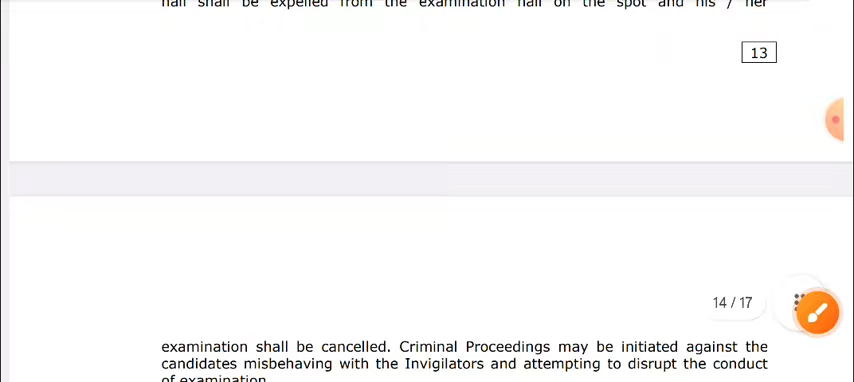 hall shall be expelled from the examination hall on the spot and his / her
13
14 / 17
examination shall be cancelled. Criminal Proceedings may be initiated against the
candidates misbehaving with the Invigilators and attempting to disrupt the conduct
of examination.